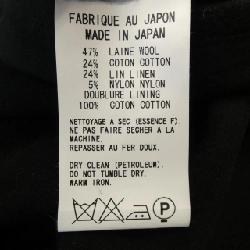 FABRIQUE AU JAPON
MADE IN JAPAN
47% LAINE WOOL
24% COTON COTTON
24% LIN LINEN
5% NYLON NYLON
DOUBLURE LINING
100% COTON COTTON
NETTOYAGE A SEC (ESSENCE F).
NE PAS FAIRE SECHER A LA
MACHINE.
REPASSER AU FER DOUX.
DRY CLEAN (PETROLEUM).
DO NOT TUMBLE DRY.
WARM IRON.
P